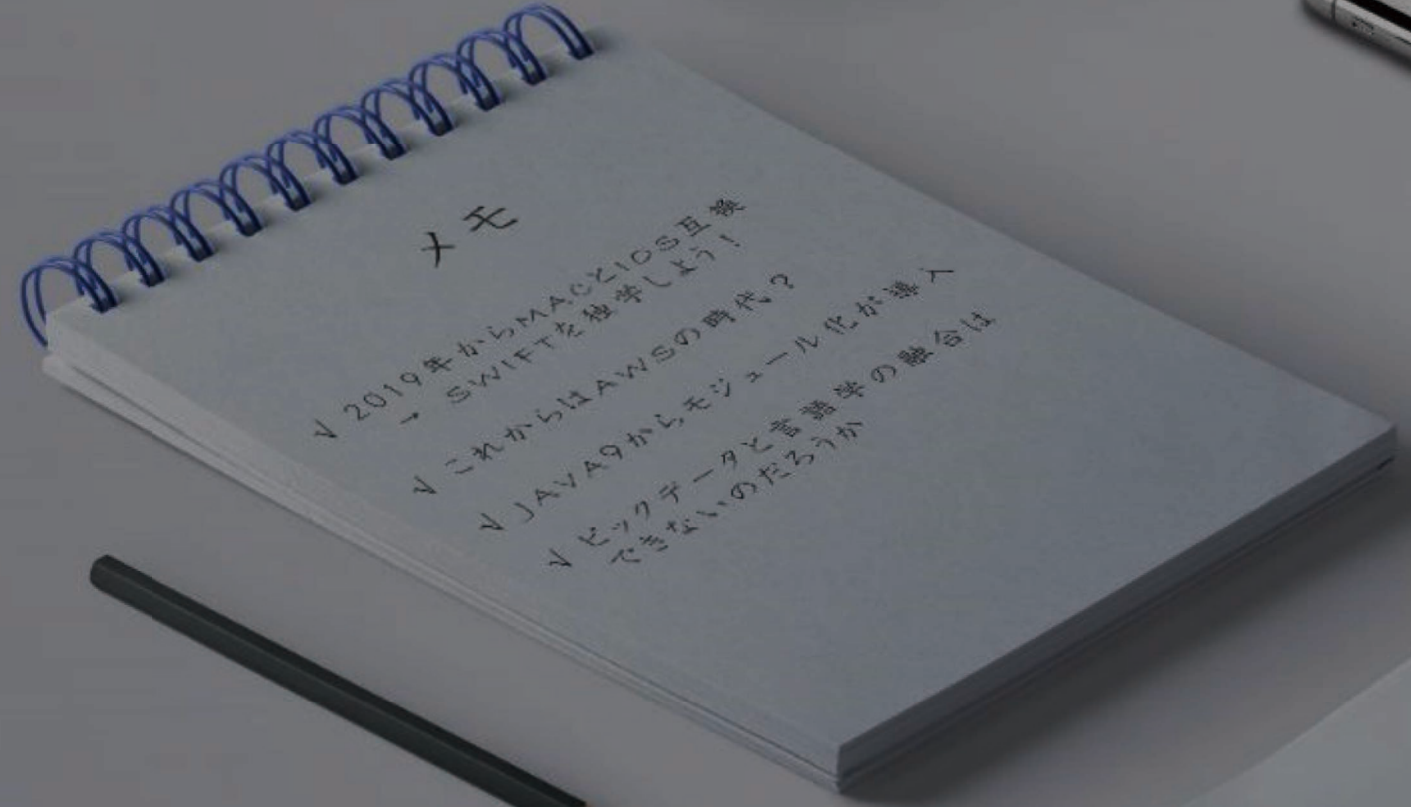 メモ
√ 2019年からMACとIOS互換
→ SWIFTを独学しよう!
√ これからはAWSの時代?
√ JAVA9からモジュール化が導入
√ ビックデータと言語学の融合は
できないのだろうか